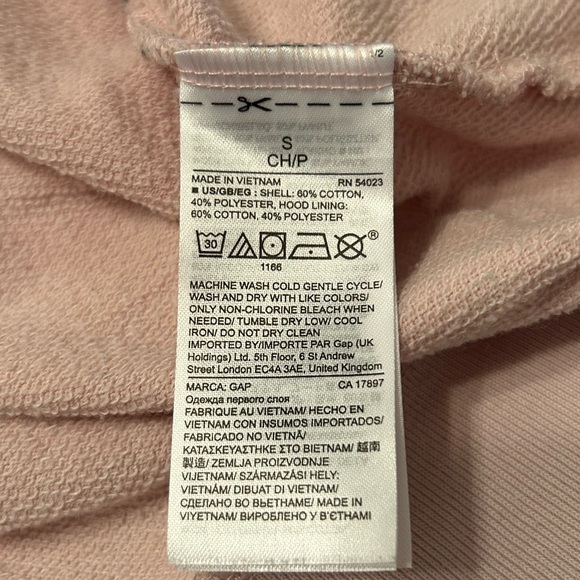 1/2
S
CH/P
MADE IN VIETNAM RN 54023
■ US/GB/EG : SHELL: 60% COTTON,
40% POLYESTER, HOOD LINING:
60% COTTON, 40% POLYESTER
30 ®
1166
MACHINE WASH COLD GENTLE CYCLE/
WASH AND DRY WITH LIKE COLORS/
ONLY NON-CHLORINE BLEACH WHEN
NEEDED/ TUMBLE DRY LOW/ COOL
IRON/ DO NOT DRY CLEAN
IMPORTED BY/IMPORTE PAR Gap (UK
Holdings) Ltd. 5th Floor, 6 St Andrew
Street London EC4A 3AE, United Kingdom
MARCA: GAP CA 17897
Одежда первого слоя
FABRIQUE AU VIETNAM/ HECHO EN
VIETNAM CON INSUMOS IMPORTADOS/
FABRICADO NO VIETNÃ/
ΚΑΤΑΣΚΕΥΑΣΤΗΚΕ ΣΤΟ ΒΙΕΤΝΑΜ/ 越南
製造/ ZEMLJA PROIZVODNJE
VIJETNAM/ SZÁRMAZÁSI HELY:
VIETNÁM/ DIBUAT DI VIETNAM/
СДЕЛАНО ВО ВЬЕТНАМЕ/ MADE IN
VIYETNAM/ ВИРОБЛЕНО У В'ЄТНАМІ